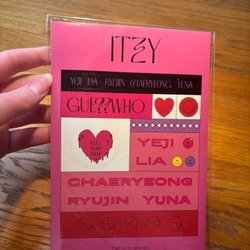 ITZY
YEJI LIA RYUJIN CHAERYEONG YUNA
GUE??WHO
YEJI
LIA
CHAERYEONG
RYUJIN YUNA